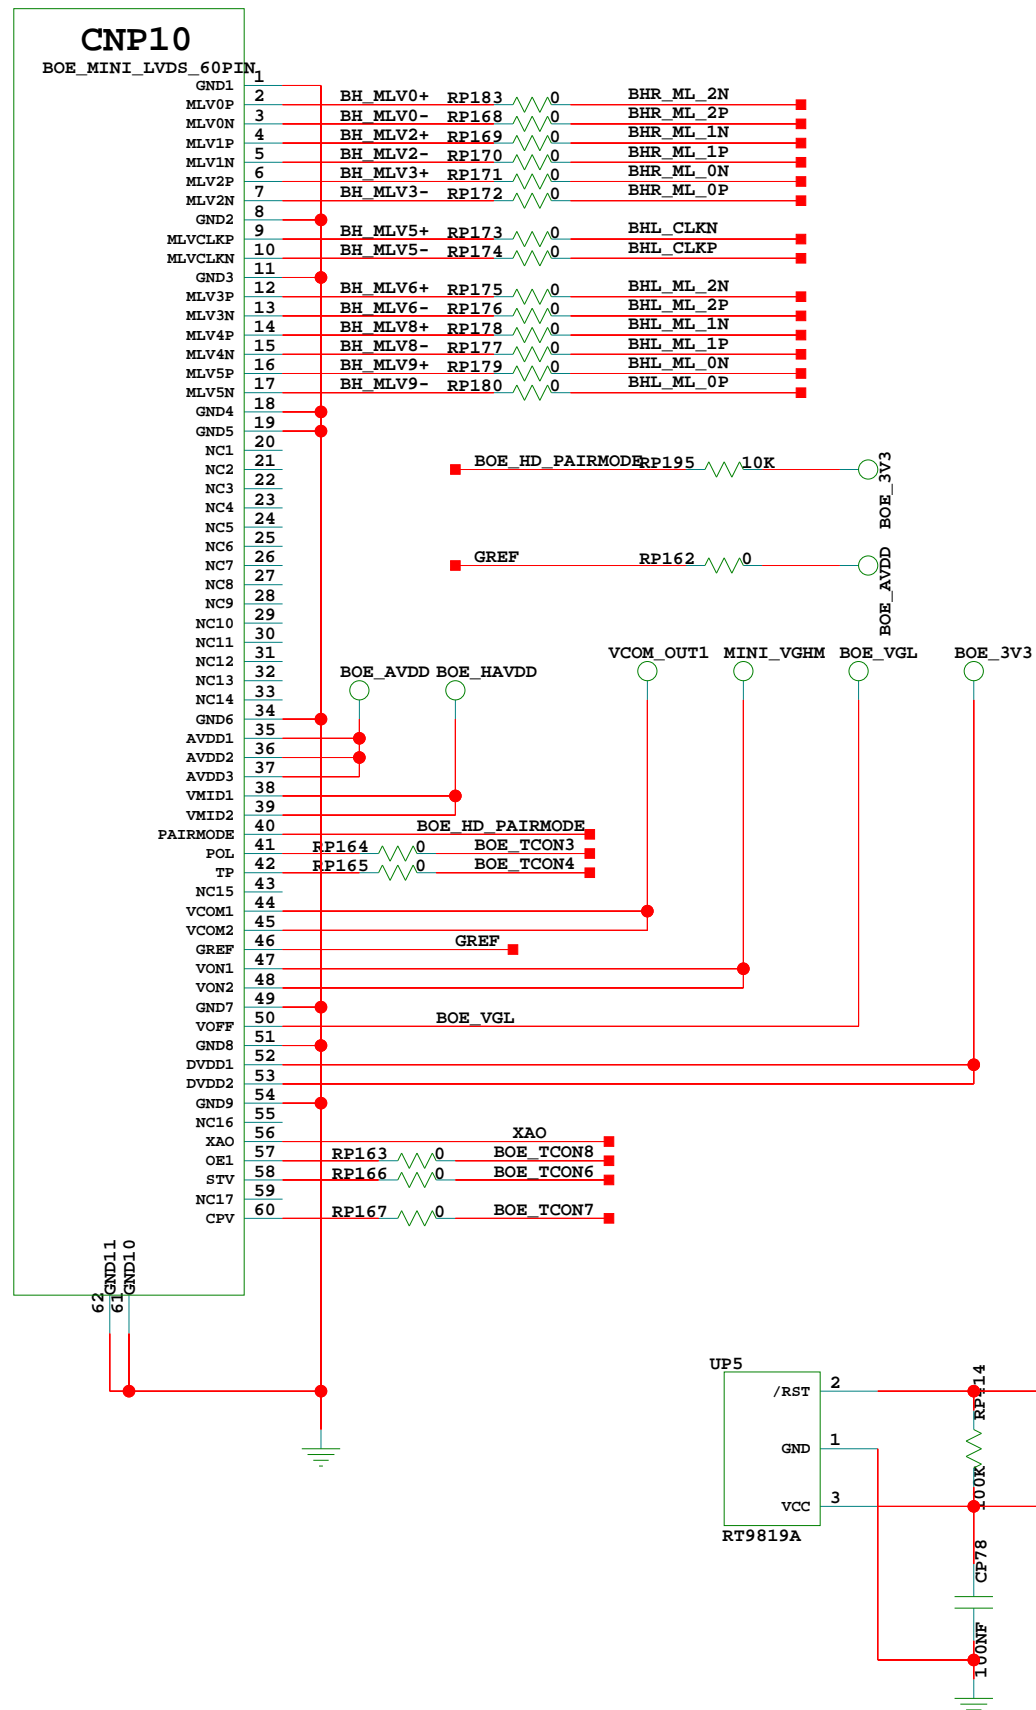 CNP10
BOE_MINI_LVDS_60PIN
GND1 1
MLV0P 2 BH_MLV0+ RP183 0 BHR_ML_2N
MLV0N 3 BH_MLV0- RP168 0 BHR_ML_2P
MLV1P 4 BH_MLV2+ RP169 0 BHR_ML_1N
MLV1N 5 BH_MLV2- RP170 0 BHR_ML_1P
MLV2P 6 BH_MLV3+ RP171 0 BHR_ML_0N
MLV2N 7 BH_MLV3- RP172 0 BHR_ML_0P
GND2 8
MLVCLKP 9 BH_MLV5+ RP173 0 BHL_CLKN
MLVCLKN 10 BH_MLV5- RP174 0 BHL_CLKP
GND3 11
MLV3P 12 BH_MLV6+ RP175 0 BHL_ML_2N
MLV3N 13 BH_MLV6- RP176 0 BHL_ML_2P
MLV4P 14 BH_MLV8+ RP178 0 BHL_ML_1N
MLV4N 15 BH_MLV8- RP177 0 BHL_ML_1P
MLV5P 16 BH_MLV9+ RP179 0 BHL_ML_0N
MLV5N 17 BH_MLV9- RP180 0 BHL_ML_0P
GND4 18
GND5 19
NC1 20
NC2 21 BOE_HD_PAIRMODE RP195 10K BOE_3V3
NC3 22
NC4 23
NC5 24
NC6 25
NC7 26 GREF RP162 0 BOE_AVDD
NC8 27
NC9 28
NC10 29
NC11 30
NC12 31 VCOM_OUT1 MINI_VGHM BOE_VGL BOE_3V3
NC13 32 BOE_AVDD BOE_HAVDD
NC14 33
GND6 34
AVDD1 35
AVDD2 36
AVDD3 37
VMID1 38
VMID2 39
PAIRMODE 40 BOE_HD_PAIRMODE
POL 41 RP164 0 BOE_TCON3
TP 42 RP165 0 BOE_TCON4
NC15 43
VCOM1 44
VCOM2 45
GREF 46 GREF
VON1 47
VON2 48
GND7 49
VOFF 50 BOE_VGL
GND8 51
DVDD1 52
DVDD2 53
GND9 54
NC16 55
XAO 56 XAO
OE1 57 RP163 0 BOE_TCON8
STV 58 RP166 0 BOE_TCON6
NC17 59
CPV 60 RP167 0 BOE_TCON7
62 GND11
61 GND10
UP5
/RST 2
GND 1
VCC 3
RT9819A
RP414
100K
CP78
100NF